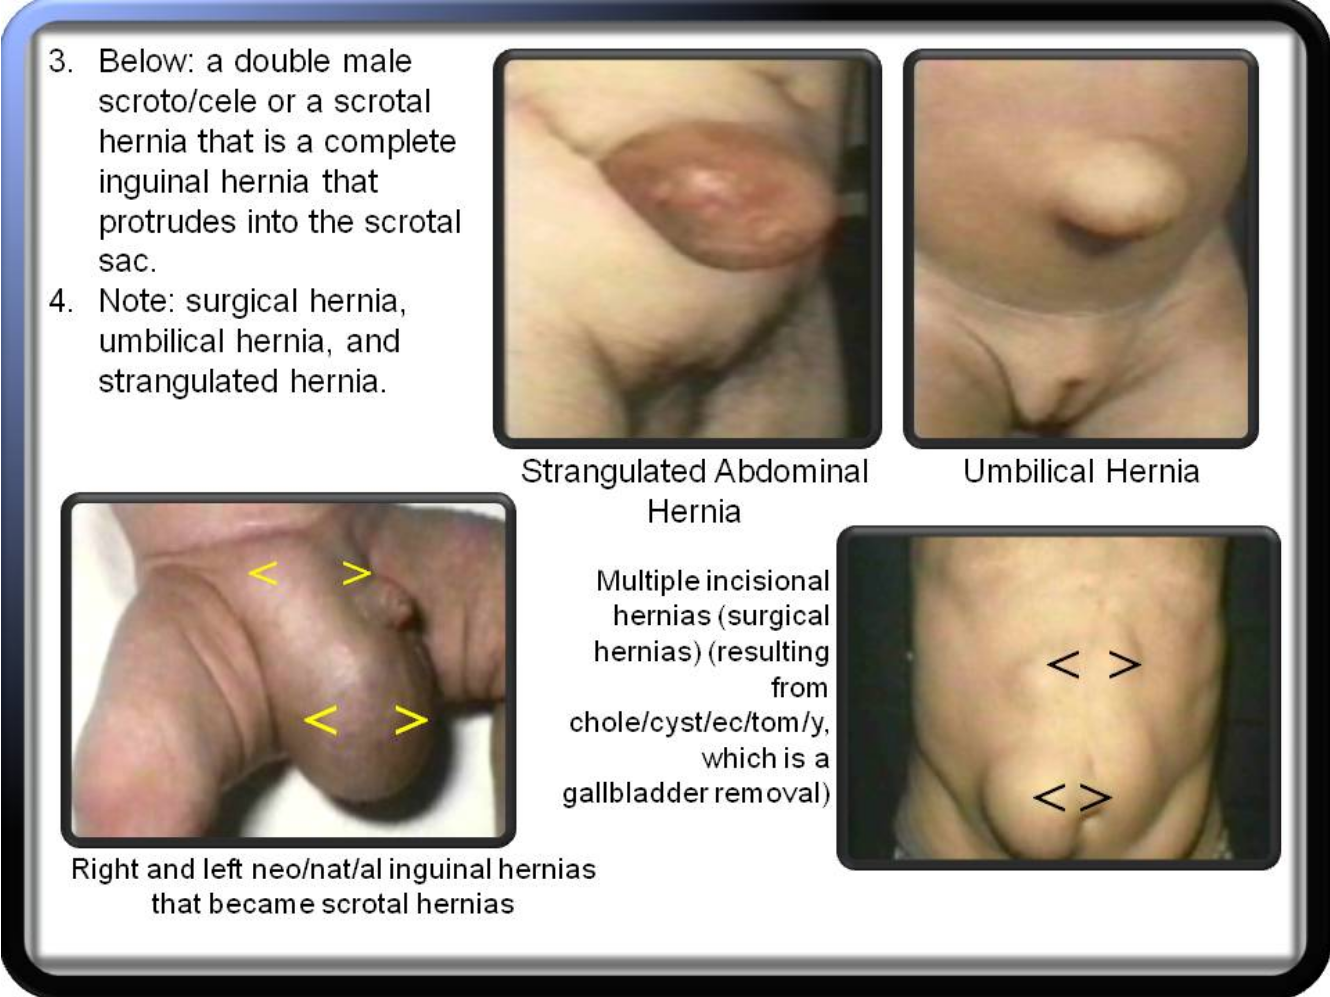 3. Below: a double male
scroto/cele or a scrotal
hernia that is a complete
inguinal hernia that
protrudes into the scrotal
sac.
4. Note: surgical hernia,
umbilical hernia, and
strangulated hernia.
Strangulated Abdominal
Hernia
Umbilical Hernia
< >
< >
Right and left neo/nat/al inguinal hernias
that became scrotal hernias
Multiple incisional
hernias (surgical
hernias) (resulting
from
chole/cyst/ec/tom/y,
which is a
gallbladder removal)
< >
< >